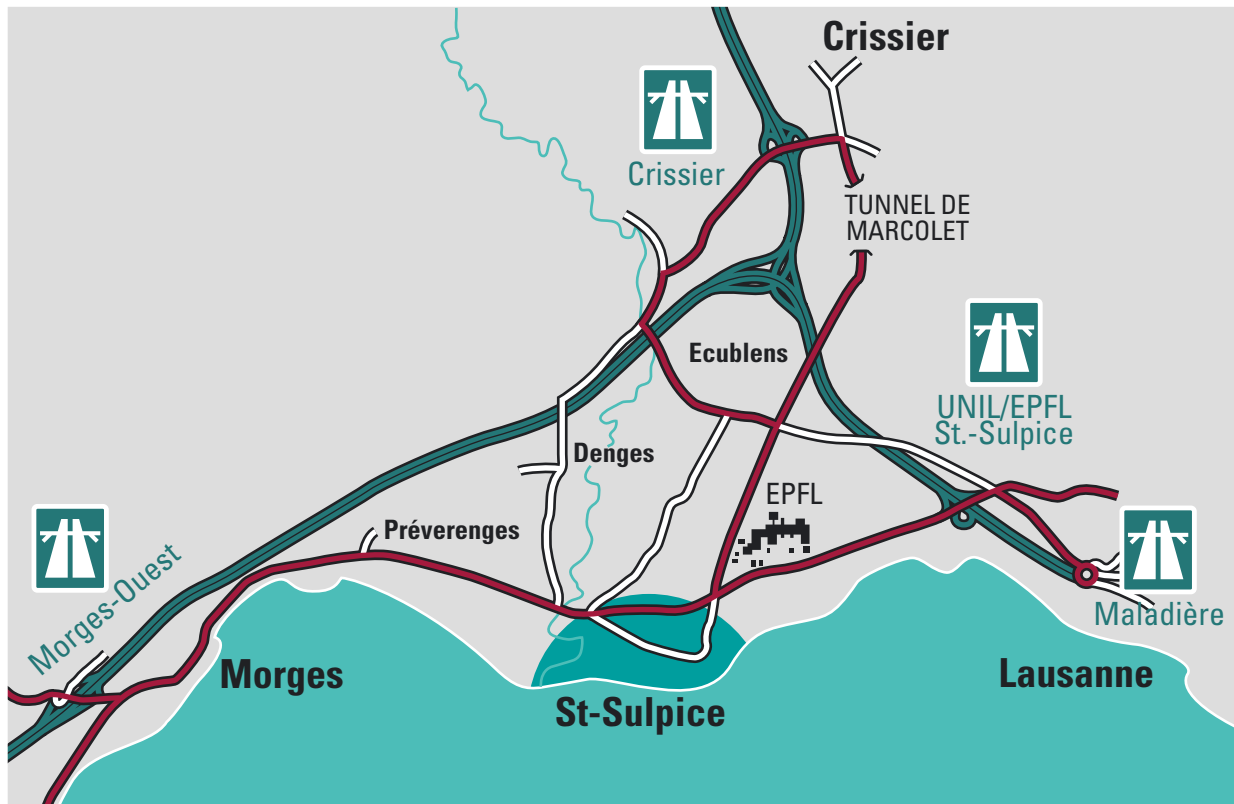 Crissier
Crissier
TUNNEL DE
MARCOLET
Ecublens
UNIL/EPFL
St.-Sulpice
Denges
EPFL
Préverenges
Morges-Ouest
Maladière
Morges
Lausanne
St-Sulpice